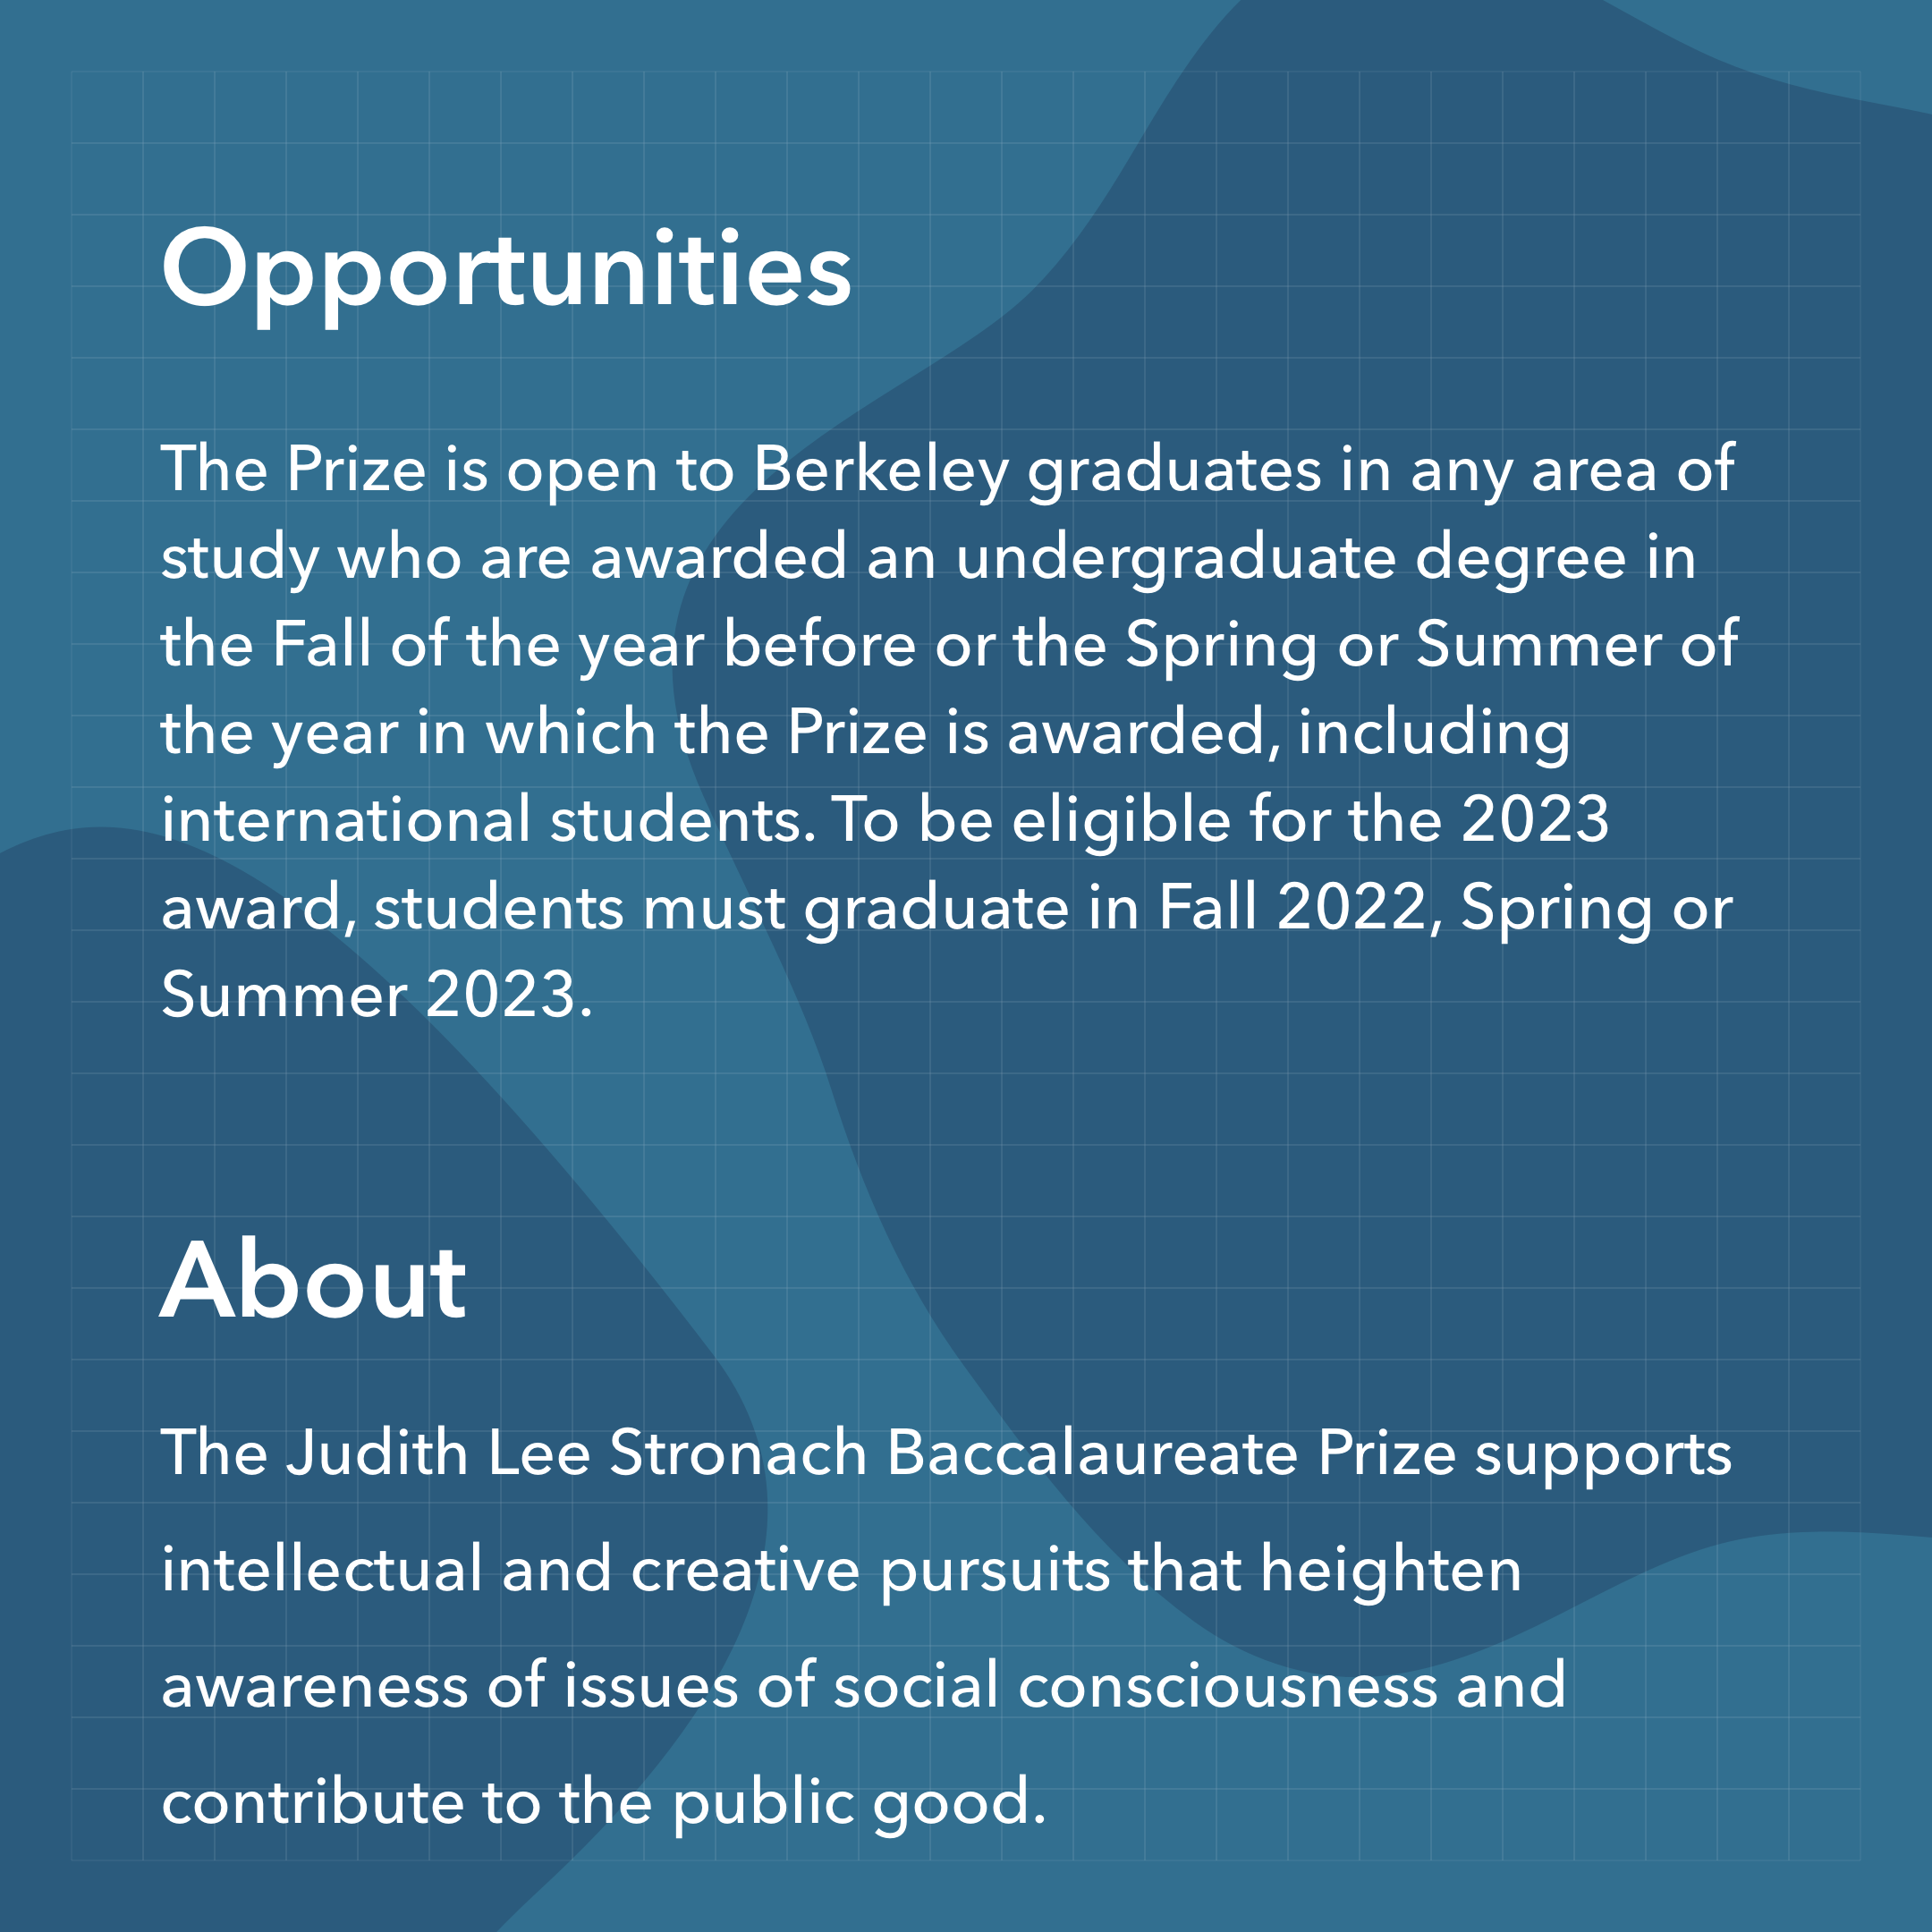 Opportunities
The Prize is open to Berkeley graduates in any area of
study who are awarded an undergraduate degree in
the Fall of the year before or the Spring or Summer of
the year in which the Prize is awarded, including
international students. To be eligible for the 2023
award, students must graduate in Fall 2022, Spring or
Summer 2023.
About
The Judith Lee Stronach Baccalaureate Prize supports
intellectual and creative pursuits that heighten
awareness of issues of social consciousness and
contribute to the public good.